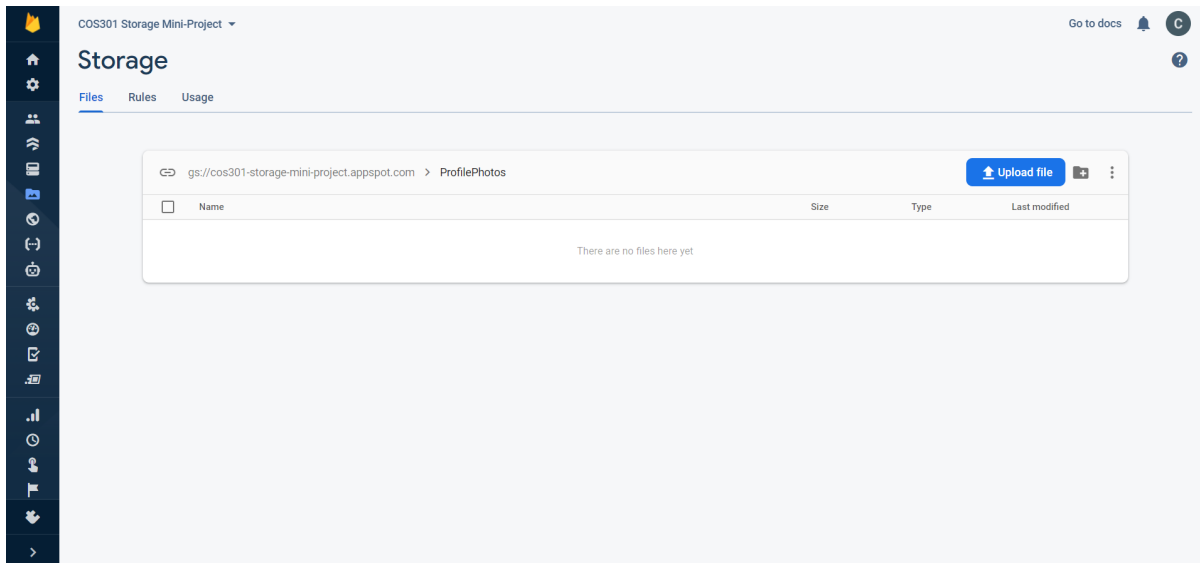 COS301 Storage Mini-Project
Go to docs
C
Storage
Files Rules Usage
gs://cos301-storage-mini-project.appspot.com > ProfilePhotos
Upload file
Name Size Type Last modified
There are no files here yet